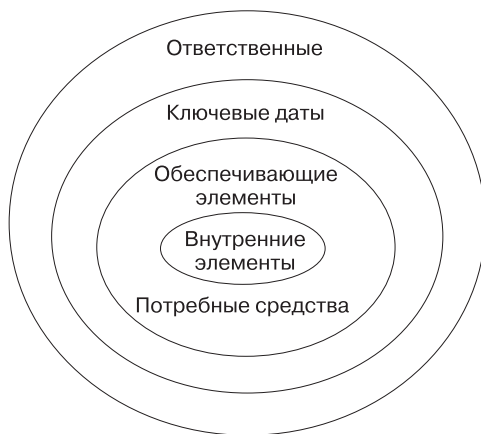 Ответственные
Ключевые даты
Обеспечивающие
элементы
Внутренние
элементы
Потребные средства